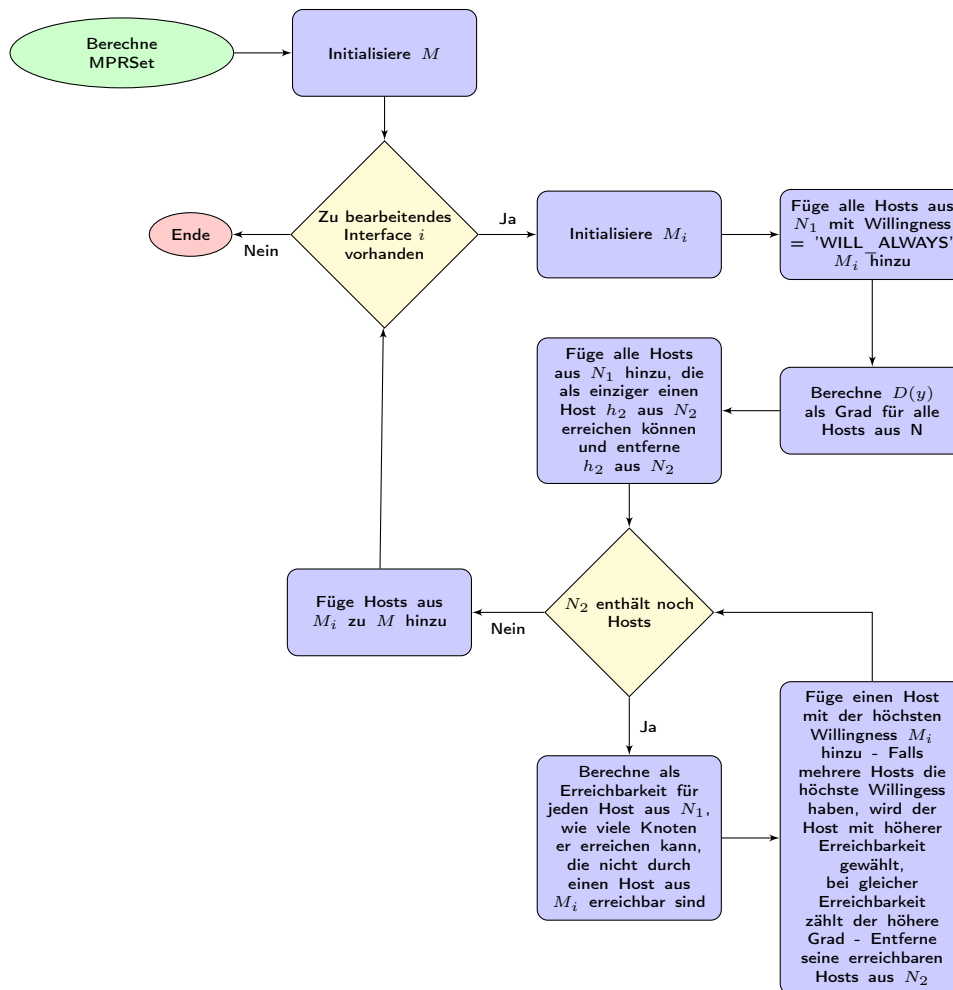 Berechne
MPRSet
Initialisiere M
Zu bearbeitendes
Interface i
vorhanden
Nein
Ende
Ja
Initialisiere M_i
Füge alle Hosts aus
N_1 mit Willingness
= 'WILL_ALWAYS'
M_i hinzu
Berechne D(y)
als Grad für alle
Hosts aus N
Füge alle Hosts
aus N_1 hinzu, die
als einziger einen
Host h_2 aus N_2
erreichen können
und entferne
h_2 aus N_2
N_2 enthält noch
Hosts
Nein
Füge Hosts aus
M_i zu M hinzu
Ja
Berechne als
Erreichbarkeit für
jeden Host aus N_1,
wie viele Knoten
er erreichen kann,
die nicht durch
einen Host aus
M_i erreichbar sind
Füge einen Host
mit der höchsten
Willingness M_i
hinzu - Falls
mehrere Hosts die
höchste Willingess
haben, wird der
Host mit höherer
Erreichbarkeit
gewählt,
bei gleicher
Erreichbarkeit
zählt der höhere
Grad - Entferne
seine erreichbaren
Hosts aus N_2